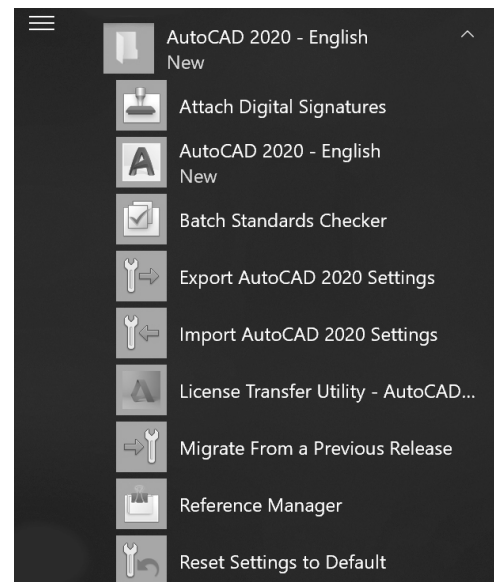 AutoCAD 2020 - English
New
Attach Digital Signatures
AutoCAD 2020 - English
New
Batch Standards Checker
Export AutoCAD 2020 Settings
Import AutoCAD 2020 Settings
License Transfer Utility - AutoCAD...
Migrate From a Previous Release
Reference Manager
Reset Settings to Default